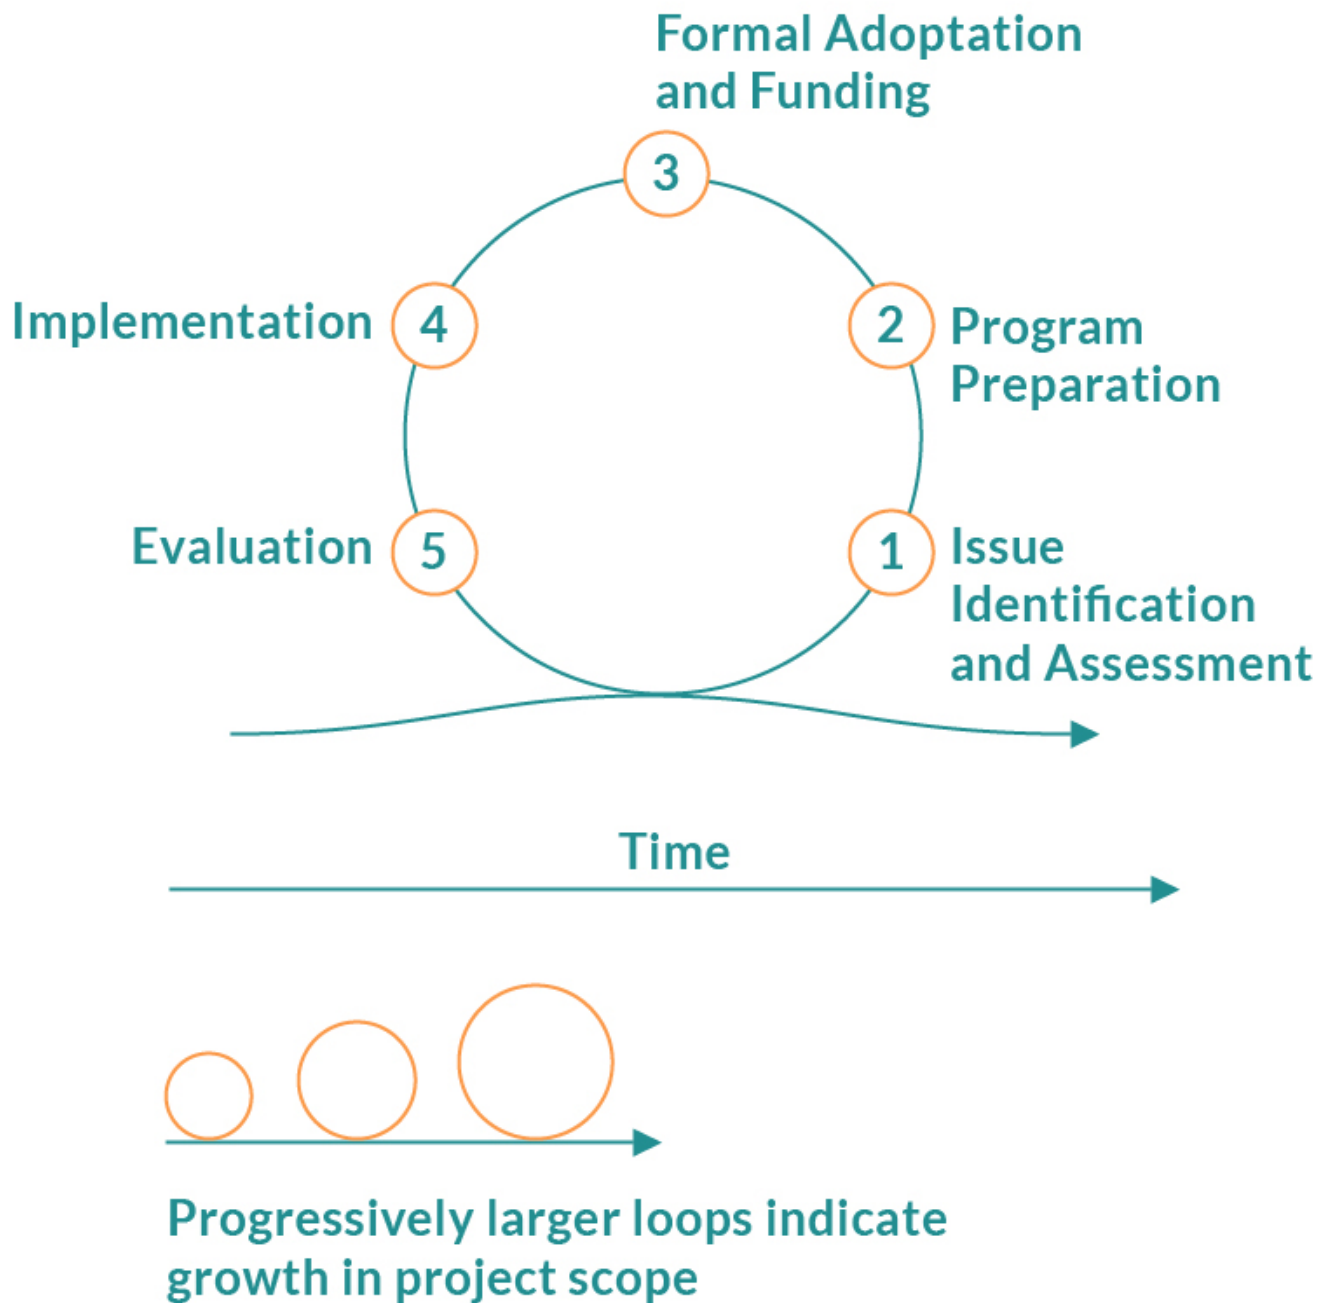 Formal Adoptation
and Funding
3
Implementation
4
2
Program
Preparation
Evaluation
5
1
Issue
Identification
and Assessment
Time
Progressively larger loops indicate
growth in project scope